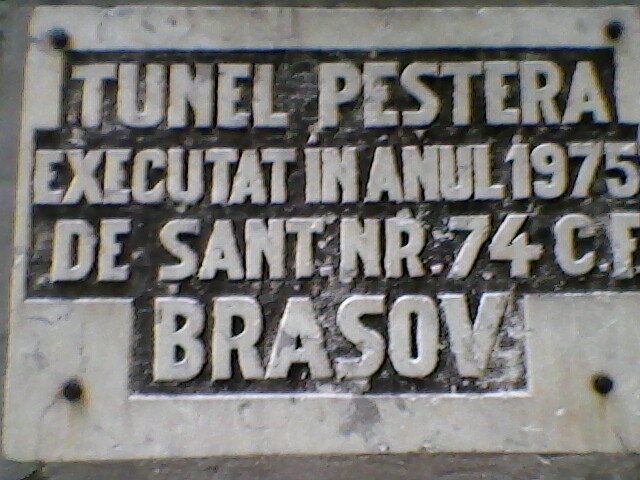 TUNEL PESTERA
EXECUTAT IN ANUL 1975
DE SANT. NR. 74 C F
BRASOV